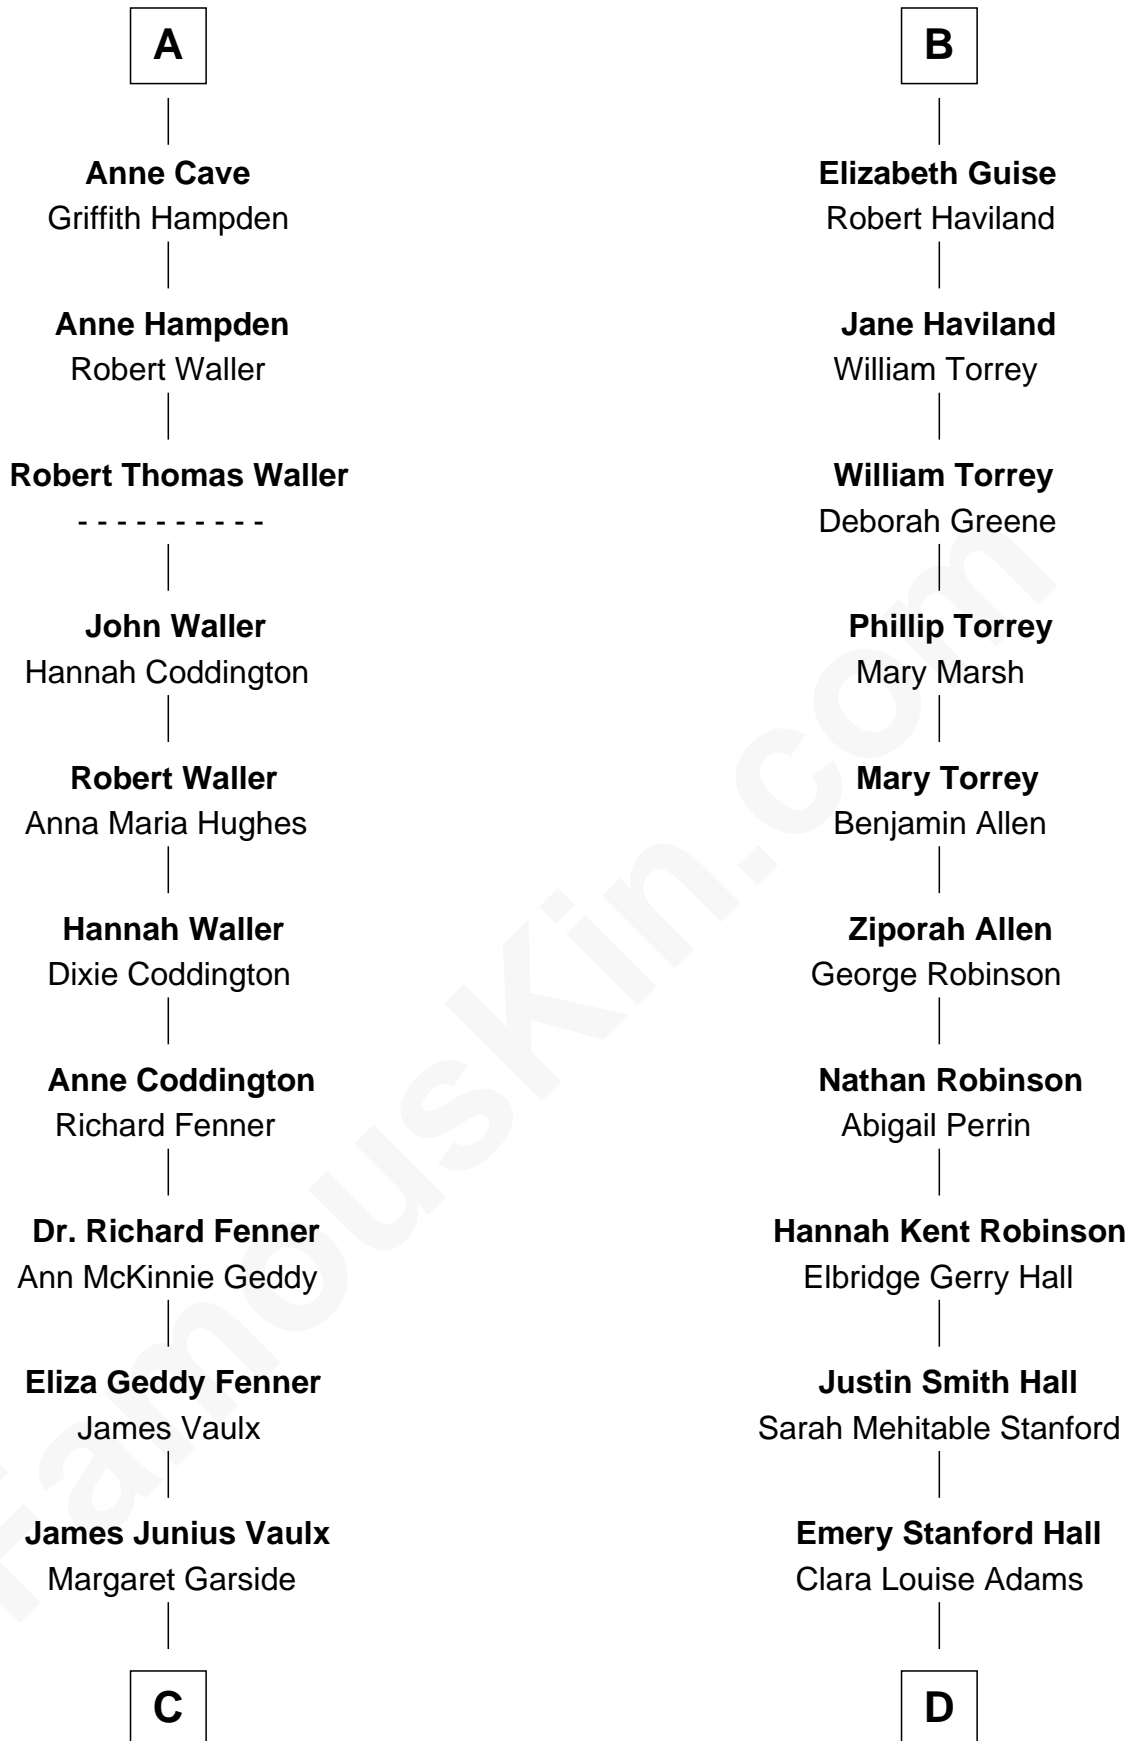 A
Anne Cave
Griffith Hampden
Anne Hampden
Robert Waller
Robert Thomas Waller
- - - - - - - - - -
John Waller
Hannah Coddington
Robert Waller
Anna Maria Hughes
Hannah Waller
Dixie Coddington
Anne Coddington
Richard Fenner
Dr. Richard Fenner
Ann McKinnie Geddy
Eliza Geddy Fenner
James Vaulx
James Junius Vaulx
Margaret Garside
C
B
Elizabeth Guise
Robert Haviland
Jane Haviland
William Torrey
William Torrey
Deborah Greene
Phillip Torrey
Mary Marsh
Mary Torrey
Benjamin Allen
Ziporah Allen
George Robinson
Nathan Robinson
Abigail Perrin
Hannah Kent Robinson
Elbridge Gerry Hall
Justin Smith Hall
Sarah Mehitable Stanford
Emery Stanford Hall
Clara Louise Adams
D
FamousKin.com